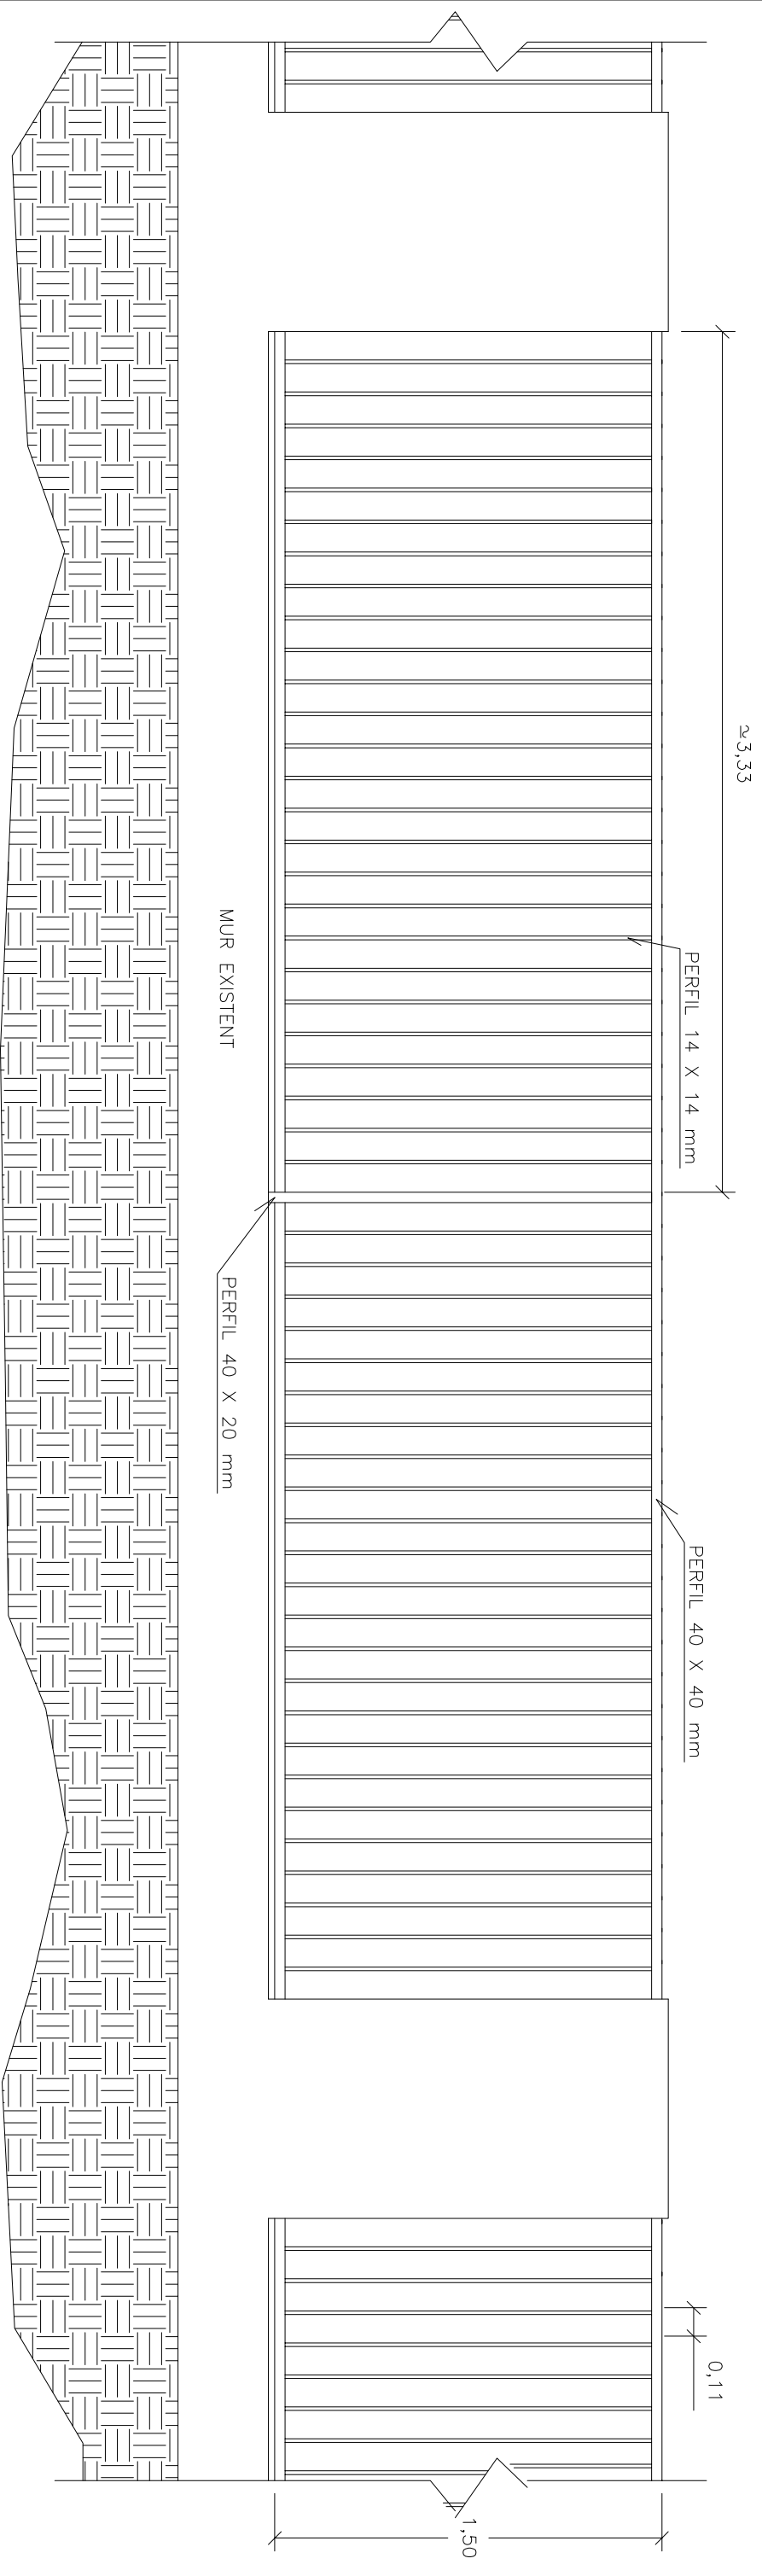 ≈3,33
PERFIL 14 X 14 mm
MUR EXISTENT
PERFIL 40 X 20 mm
PERFIL 40 X 40 mm
0,11
1,50